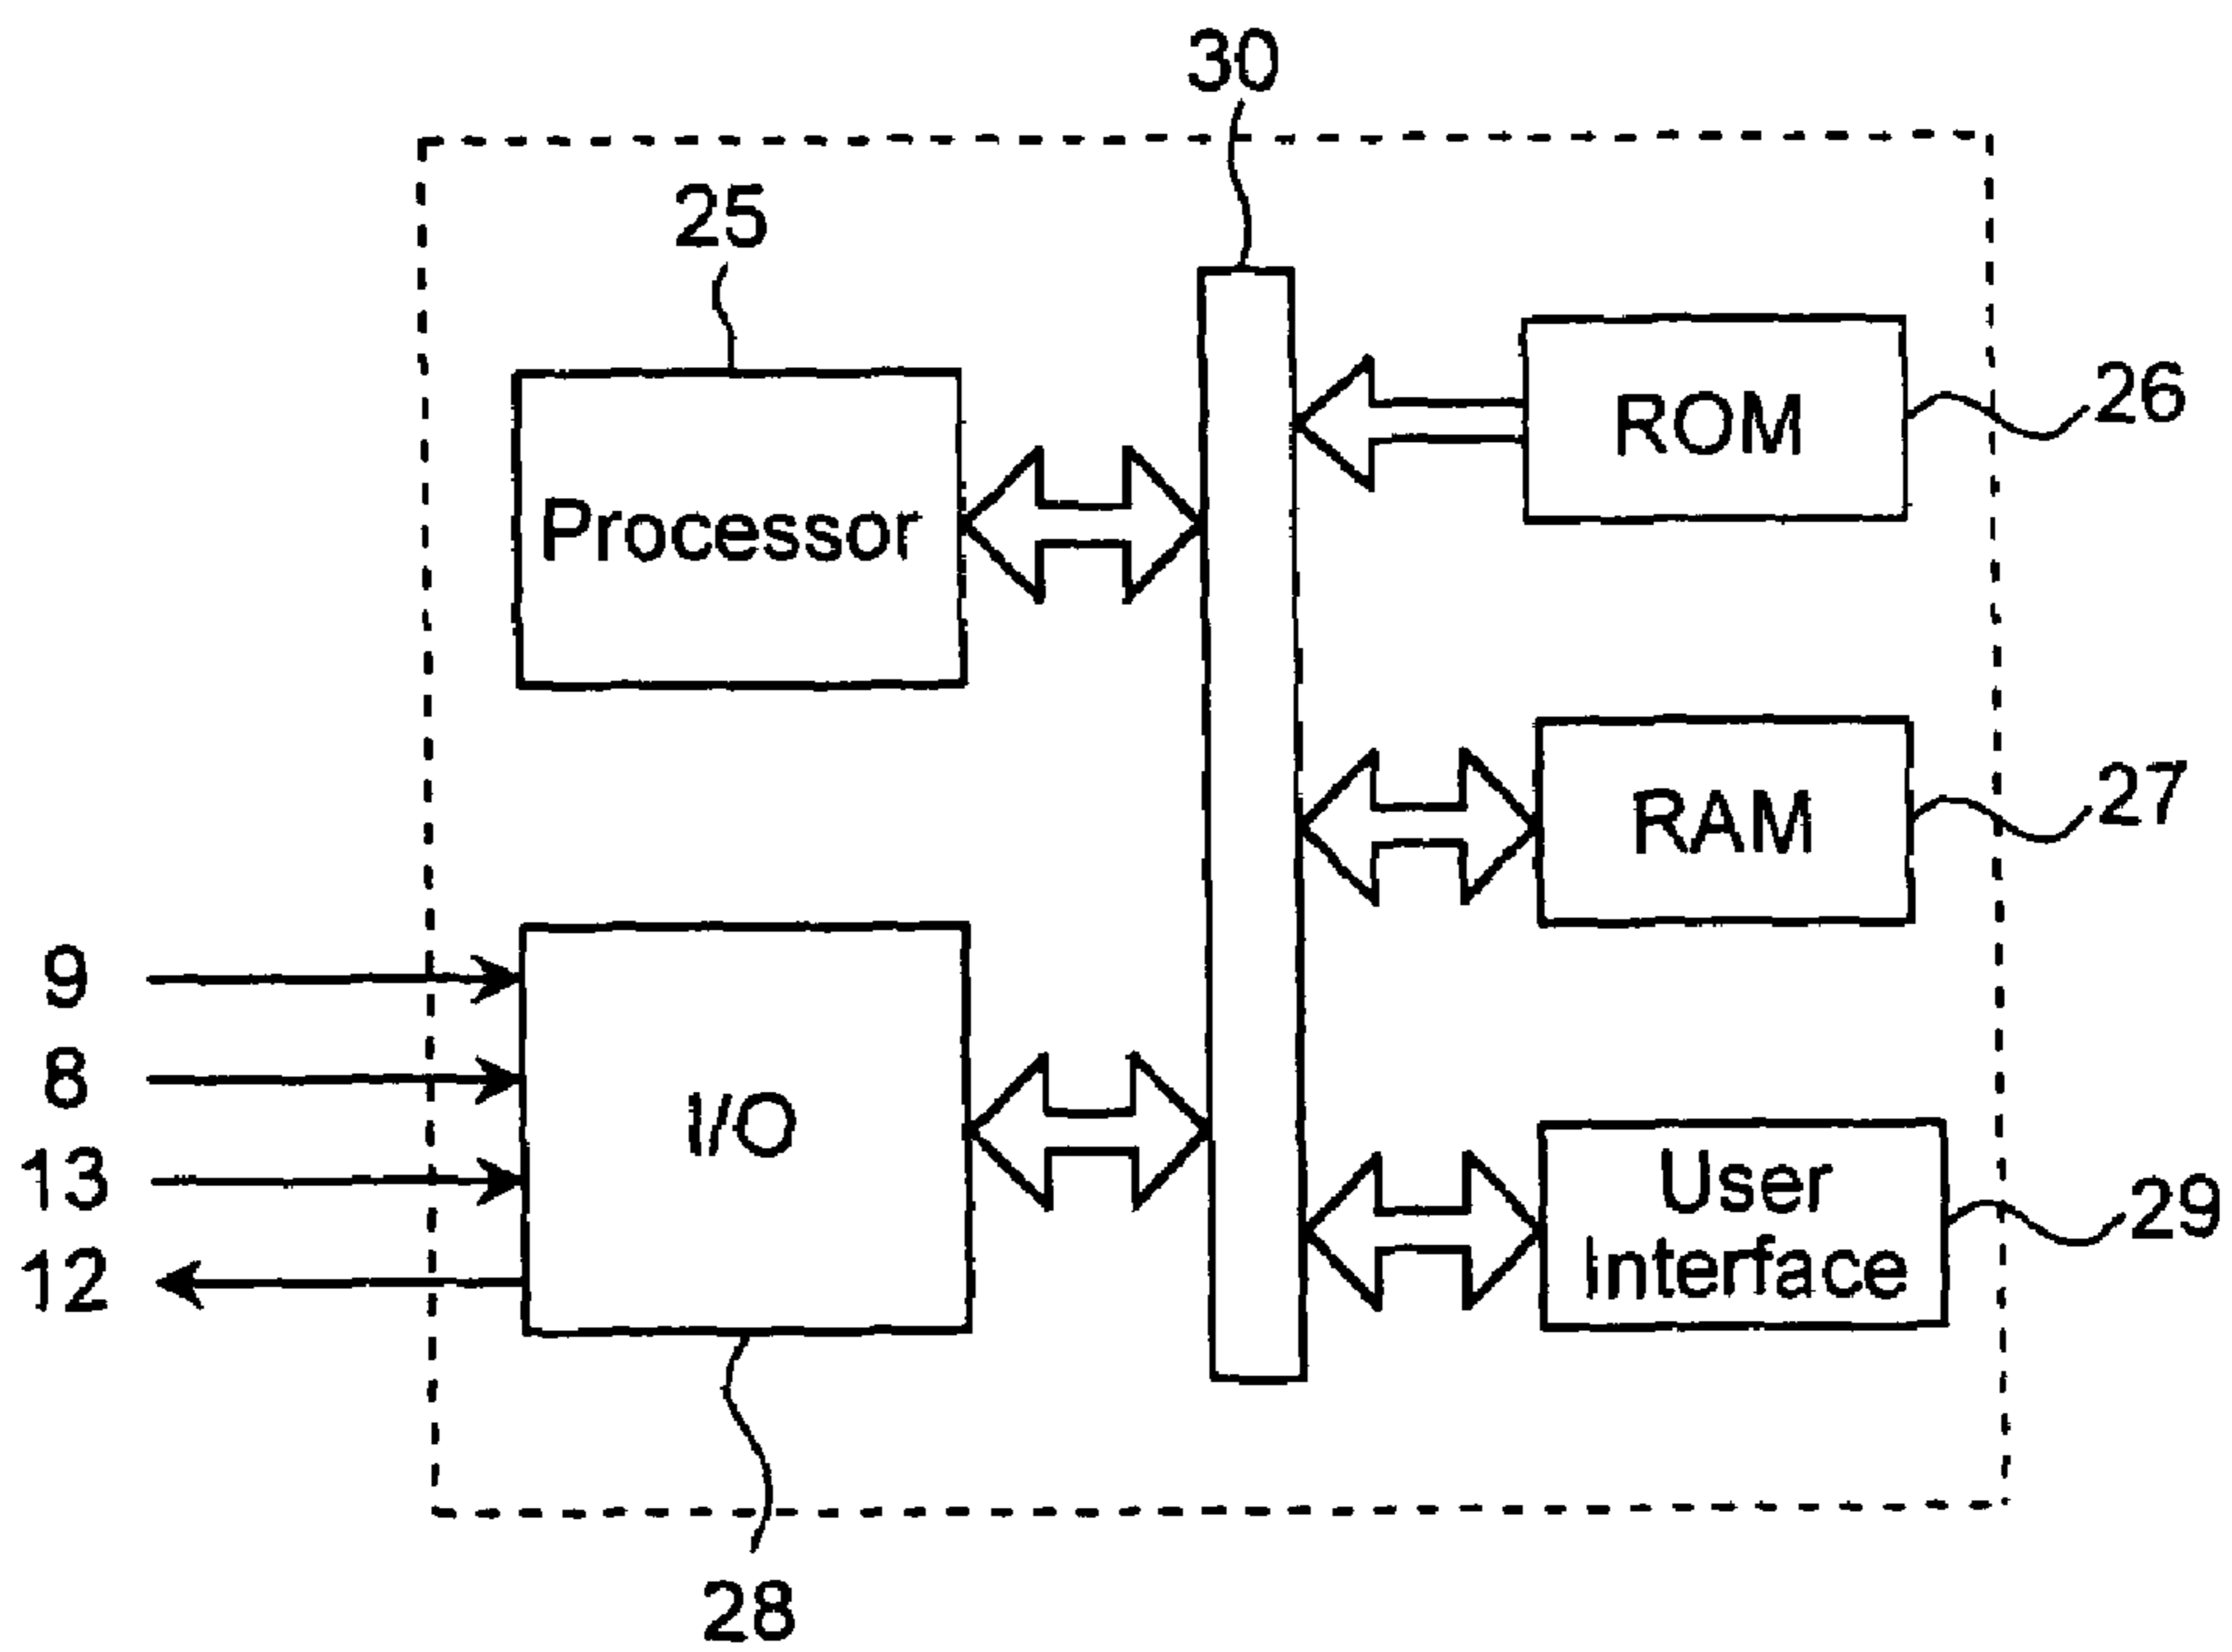 30
25
ROM
26
Processor
RAM
27
9
8
I/O
13
12
User
Interface
29
28